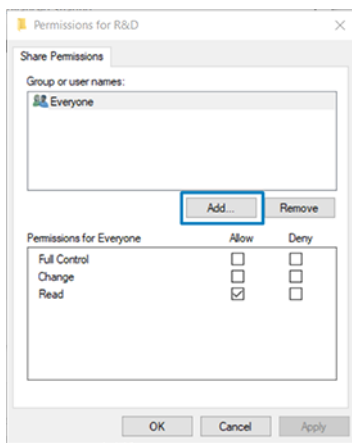 Permissions for R&D
Share Permissions
Group or user names:
Everyone
Add...
Remove
Permissions for Everyone
Allow
Deny
Full Control
Change
Read
OK
Cancel
Apply